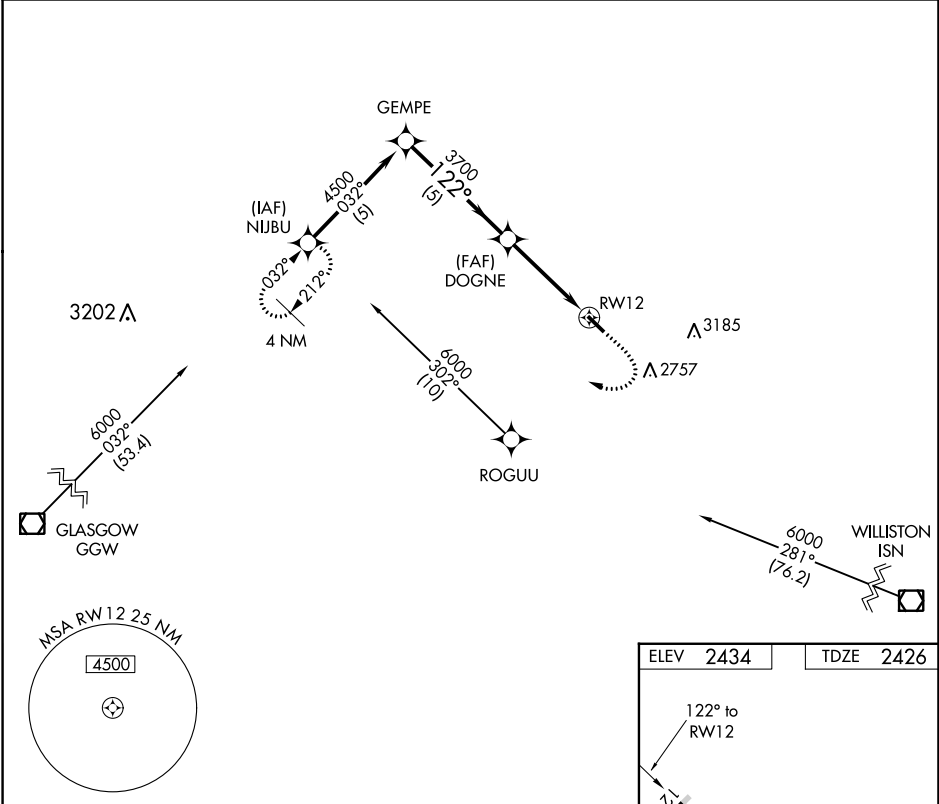 GEMPE
4500
032°
(5)
3700
122°
(5)
(IAF)
NIJBU
032°
212°
4 NM
(FAF)
DOGNE
RW12
3202
3185
2757
6000
302°
(10)
ROGUU
6000
032°
(53.4)
GLASGOW
GGW
6000
281°
(76.2)
WILLISTON
ISN
MSA RW12 25 NM
4500
ELEV 2434
TDZE 2426
122° to
RW12
12